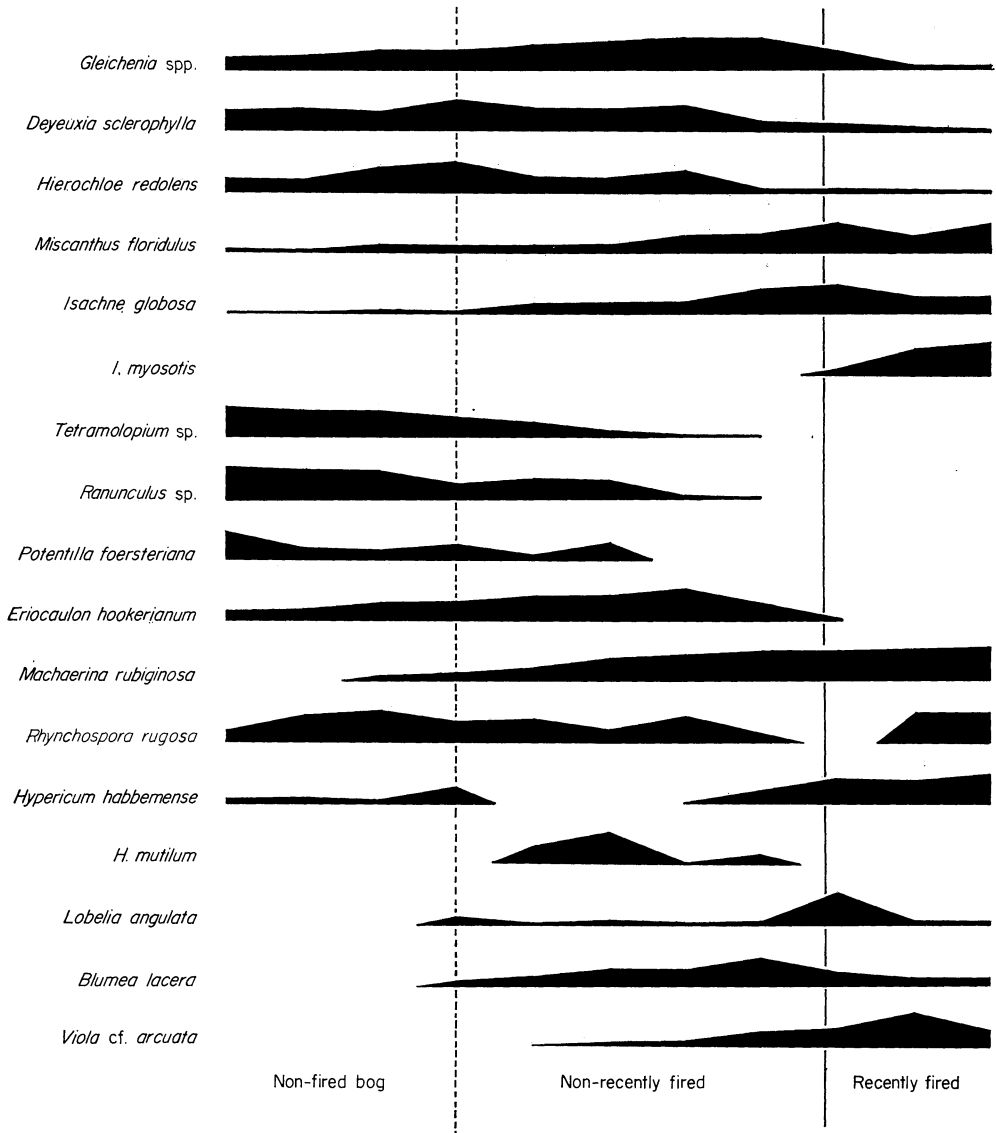 Gleichenia spp.
Deyeuxia sclerophylla
Hierochloe redolens
Miscanthus floridulus
Isachne globosa
I. myosotis
Tetramolopium sp.
Ranunculus sp.
Potentilla foersteriana
Eriocaulon hookerianum
Machaerina rubiginosa
Rhynchospora rugosa
Hypericum habbemense
H. mutilum
Lobelia angulata
Blumea lacera
Viola cf. arcuata
Non-fired bog
Non-recently fired
Recently fired